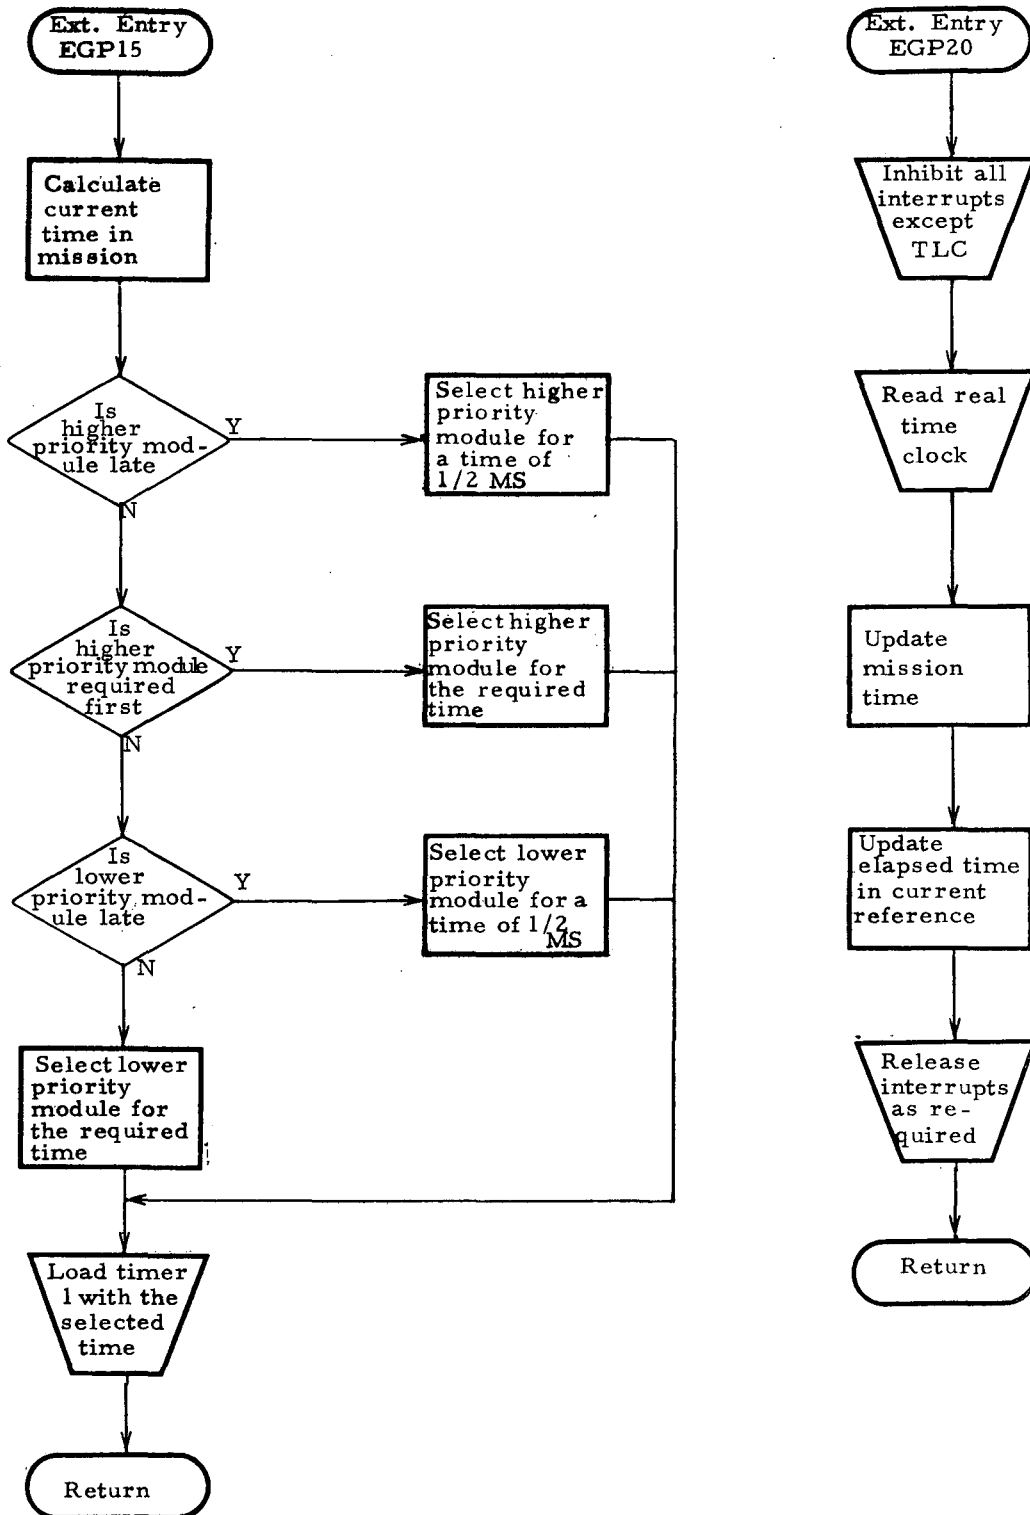 Ext. Entry
EGP15
Calculate
current
time in
mission
Is
higher
priority mod-
ule late
Y
N
Select higher
priority
module for
a time of
1/2 MS
Is
higher
priority module
required
first
Y
N
Select higher
priority
module for
the required
time
Is
lower
priority mod-
ule late
Y
N
Select lower
priority
module for a
time of 1/2
MS
Select lower
priority
module for
the required
time
Load timer
1 with the
selected
time
Return
Ext. Entry
EGP20
Inhibit all
interrupts
except
TLC
Read real
time
clock
Update
mission
time
Update
elapsed time
in current
reference
Release
interrupts
as re-
quired
Return